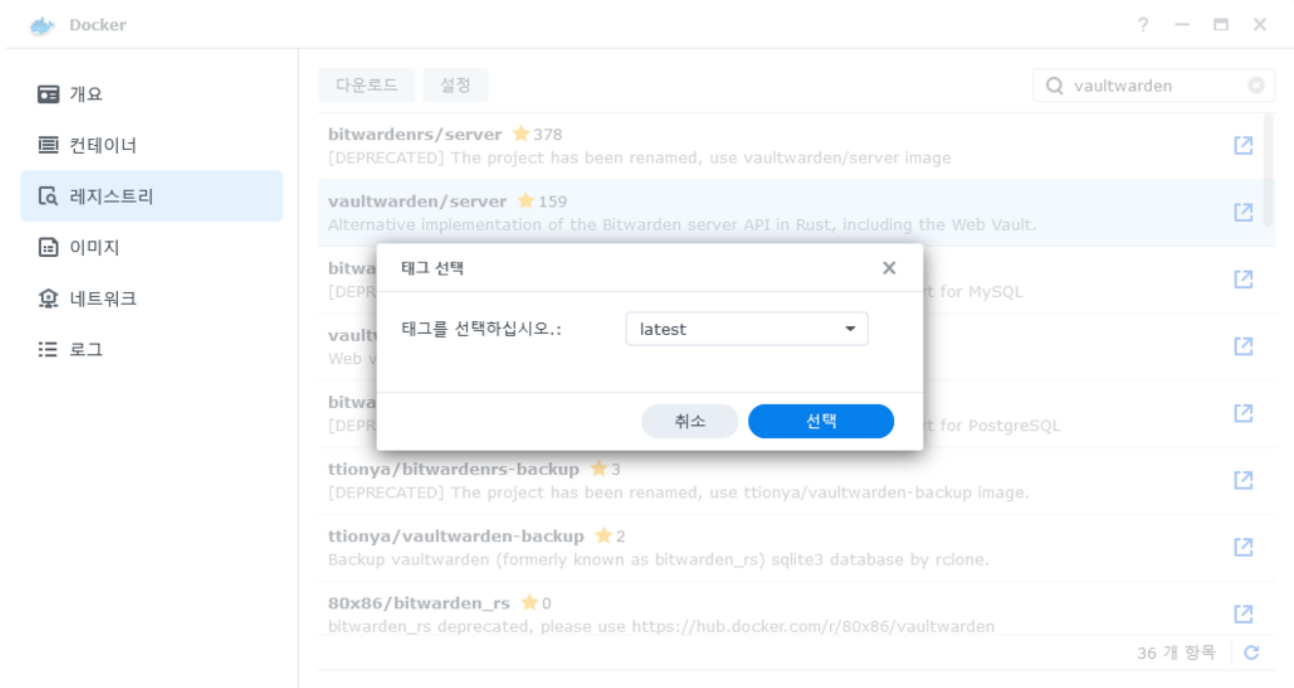 Docker
개요
컨테이너
레지스트리
이미지
네트워크
로그
다운로드 설정 vaultwarden
bitwardenrs/server 378
[DEPRECATED] The project has been renamed, use vaultwarden/server image
vaultwarden/server 159
Alternative implementation of the Bitwarden server API in Rust, including the Web Vault.
bitwa
[DEPR rt for MySQL
vaultw
Web v
bitwa
[DEPR rt for PostgreSQL
태그 선택
태그를 선택하십시오.: latest
취소 선택
ttionya/bitwardenrs-backup 3
[DEPRECATED] The project has been renamed, use ttionya/vaultwarden-backup image.
ttionya/vaultwarden-backup 2
Backup vaultwarden (formerly known as bitwarden_rs) sqlite3 database by rclone.
80x86/bitwarden_rs 0
bitwarden_rs deprecated, please use https://hub.docker.com/r/80x86/vaultwarden
36 개 항목